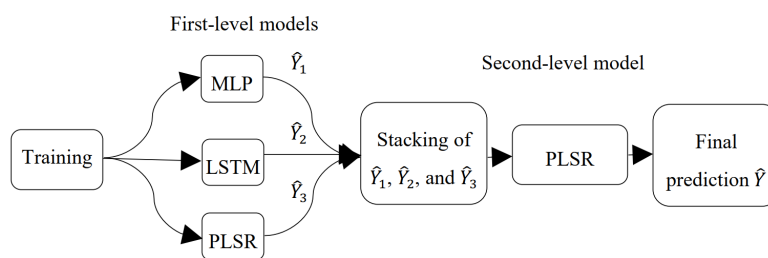 First-level models
Ŷ₁
MLP
Second-level model
Training
LSTM
Ŷ₂
Ŷ₃
PLSR
Stacking of
Ŷ₁, Ŷ₂, and Ŷ₃
PLSR
Final
prediction Ŷ